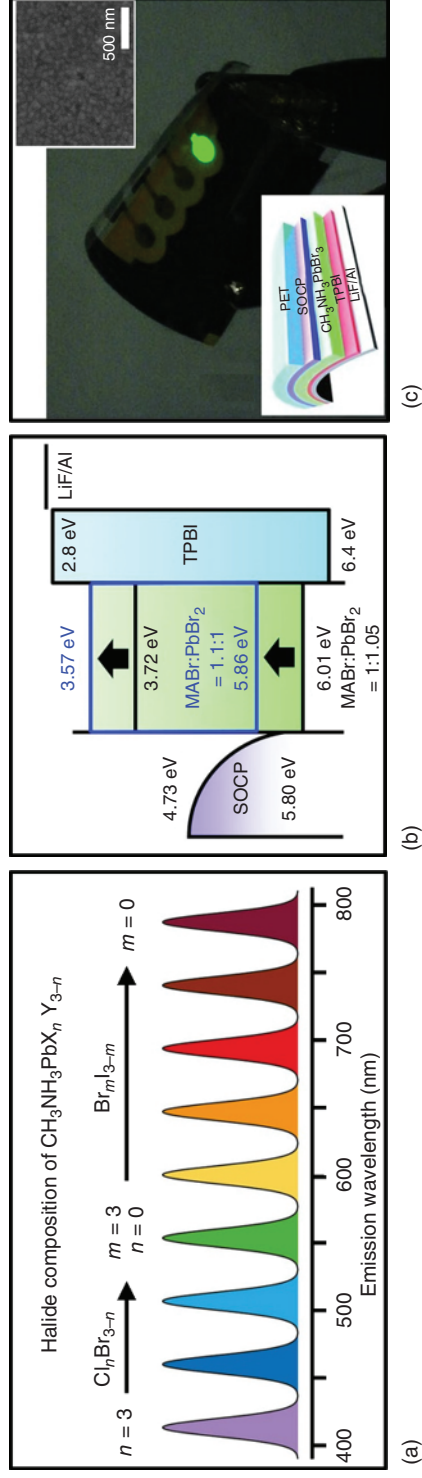 Halide composition of CH3NH3PbXn Y3–n
n = 3
ClnBr3–n
m = 3
n = 0
BrmI3–m
m = 0
400
500
600
700
800
Emission wavelength (nm)
(a)
4.73 eV
SOCP
5.80 eV
3.57 eV
3.72 eV
MABr:PbBr2
= 1.1:1
5.86 eV
6.01 eV
MABr:PbBr2
= 1:1.05
2.8 eV
TPBI
6.4 eV
LiF/Al
(b)
500 nm
PET
SOCP
CH3NH3PbBr3
TPBI
LiF/Al
(c)